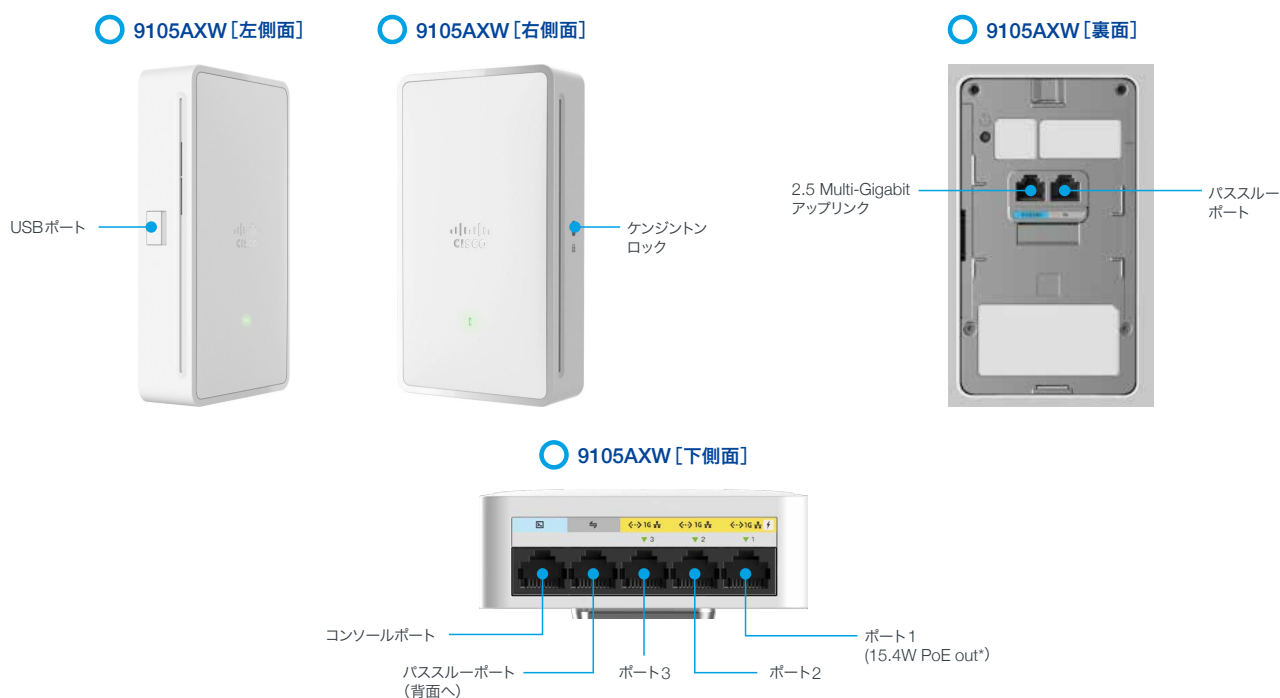 9105AXW［左側面］
9105AXW［右側面］
9105AXW［裏面］
USBポート
CISCO
CISCO
ケンジントン
ロック
2.5 Multi-Gigabit
アップリンク
パススルー
ポート
9105AXW［下側面］
1G
1G
1G
3
2
1
コンソールポート
パススルーポート
（背面へ）
ポート3
ポート2
ポート1
(15.4W PoE out*)